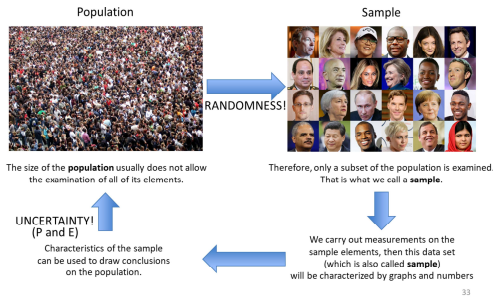 Population
Sample
RANDOMNESS!
The size of the population usually does not allow
the examination of all of its elements.
Therefore, only a subset of the population is examined.
That is what we call a sample.
UNCERTAINTY!
(P and E)
Characteristics of the sample
can be used to draw conclusions
on the population.
We carry out measurements on the
sample elements, then this data set
(which is also called sample)
will be characterized by graphs and numbers
33